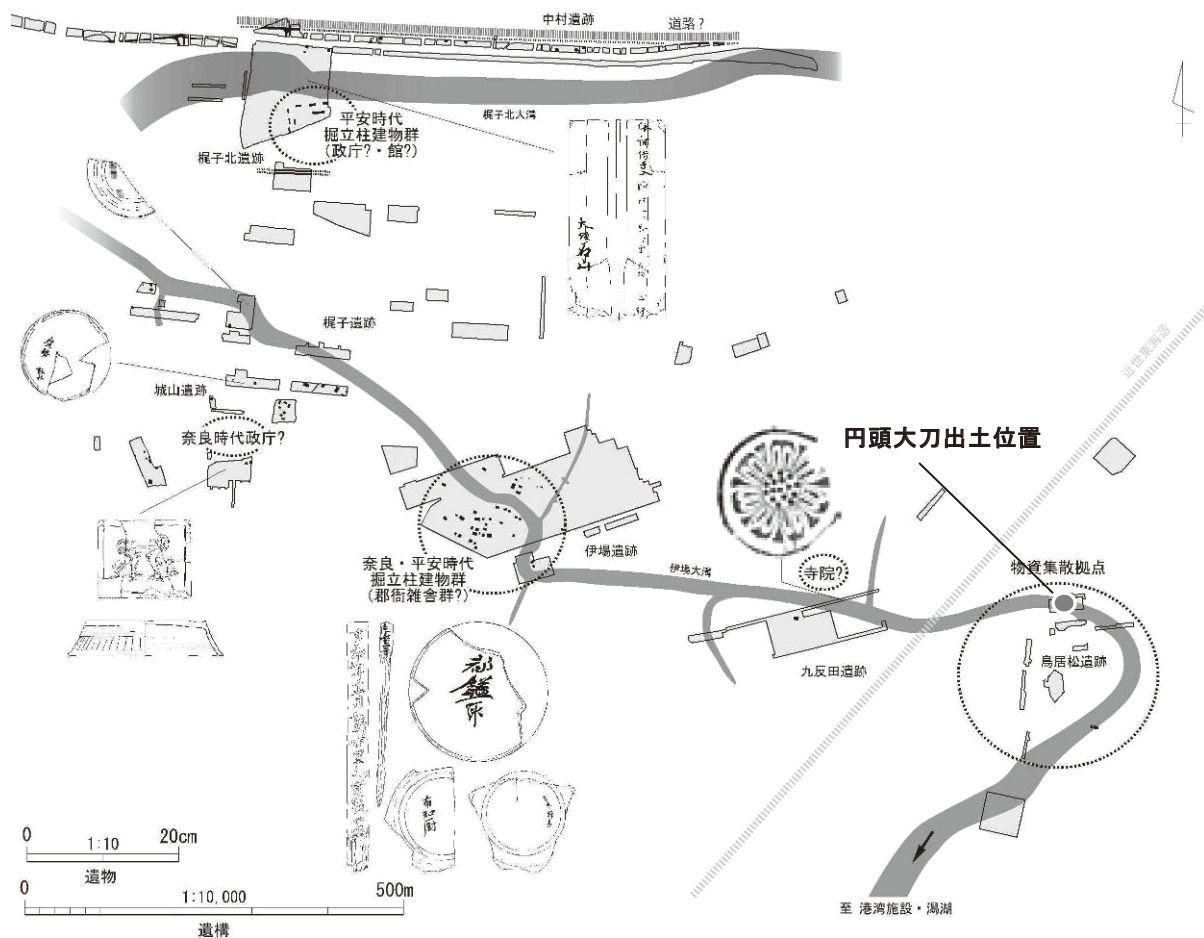 中村遺跡
道路?
梶子北大溝
平安時代
掘立柱建物群
(政庁?・館?)
梶子北遺跡
梶子遺跡
城山遺跡
奈良時代政庁?
近世東海道
円頭大刀出土位置
伊場遺跡
奈良・平安時代
掘立柱建物群
(郡衙雑舎群?)
伊場大溝
寺院?
物資集散拠点
九反田遺跡
鳥居松遺跡
布知厨
0 1:10 20cm
遺物
0 1:10,000 500m
遺構
至 港湾施設・潟湖